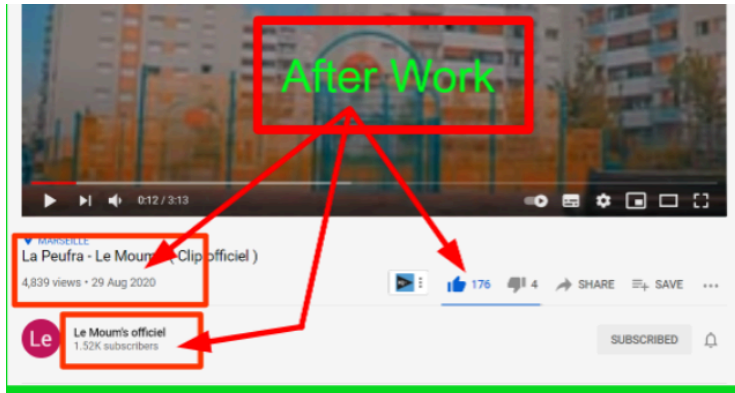 After Work
0:12 / 3:13
MARSEILLE
La Peufra - Le Moum's ( Clip officiel )
4,839 views • 29 Aug 2020
176
4
SHARE
SAVE
Le
Le Moum's officiel
1.52K subscribers
SUBSCRIBED